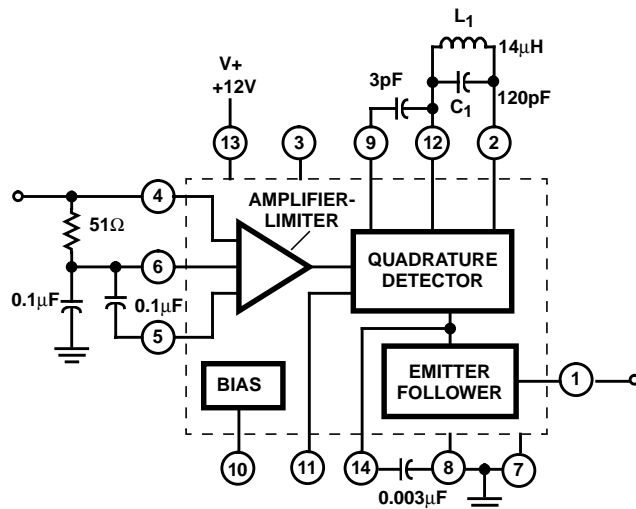 L1
14μH
V+
+12V
3pF
C1
120pF
13
3
9
12
2
4
AMPLIFIER-
LIMITER
51Ω
QUADRATURE
DETECTOR
6
0.1μF
0.1μF
5
EMITTER
FOLLOWER
1
BIAS
10
11
14
8
7
0.003μF